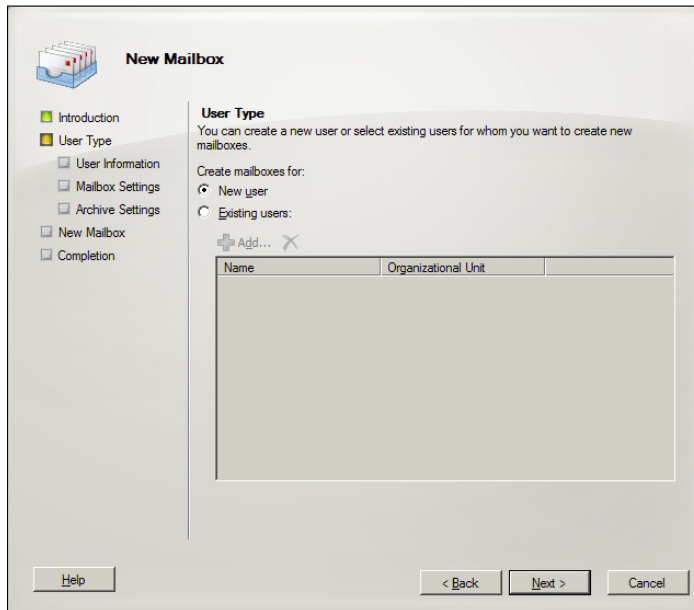 New Mailbox
Introduction
User Type
User Information
Mailbox Settings
Archive Settings
New Mailbox
Completion
User Type
You can create a new user or select existing users for whom you want to create new
mailboxes.
Create mailboxes for:
New user
Existing users:
Add...
Name Organizational Unit
Help
< Back Next > Cancel